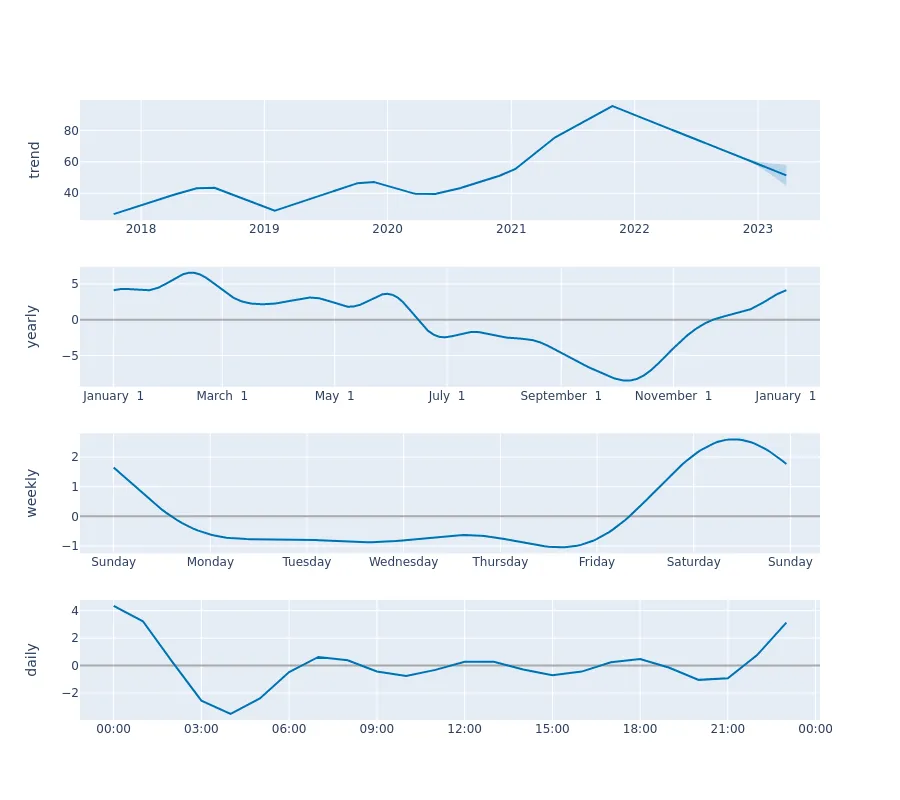 trend
80
60
40
2018 2019 2020 2021 2022 2023
yearly
5
0
−5
January 1 March 1 May 1 July 1 September 1 November 1 January 1
weekly
2
1
0
−1
Sunday Monday Tuesday Wednesday Thursday Friday Saturday Sunday
daily
4
2
0
−2
00:00 03:00 06:00 09:00 12:00 15:00 18:00 21:00 00:00